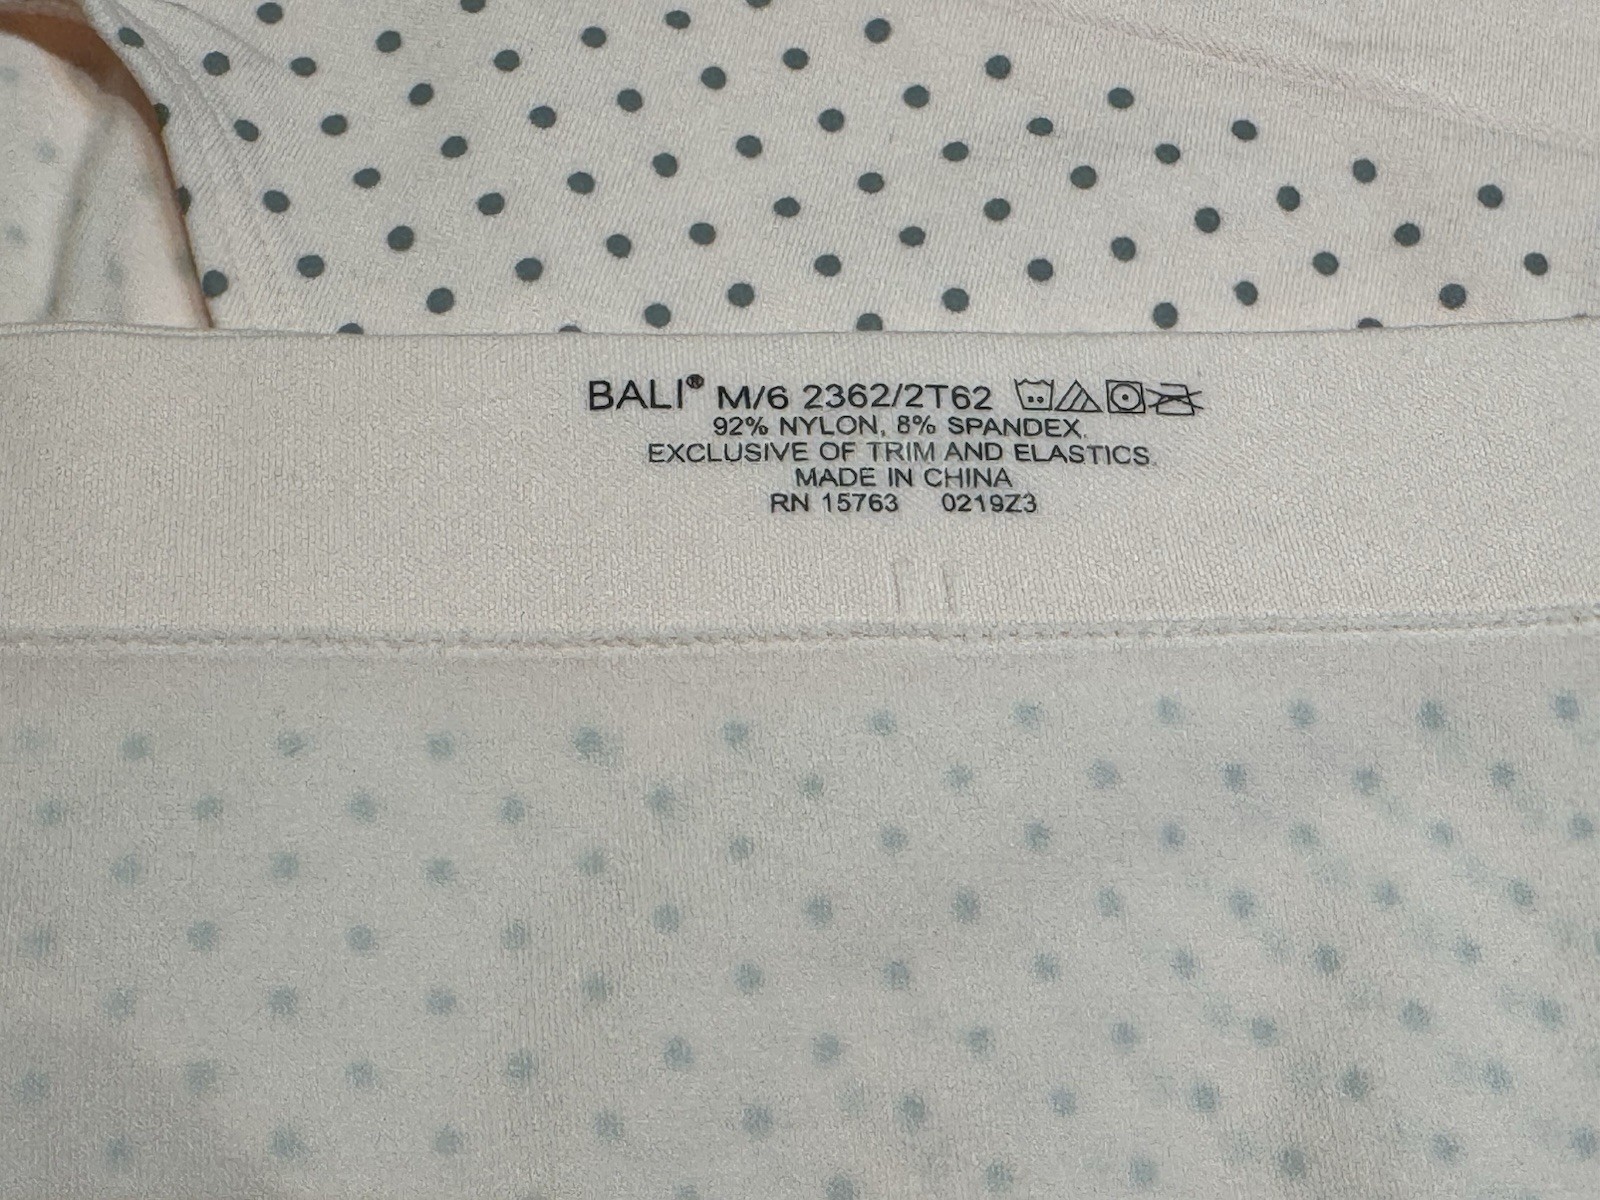 BALI® M/6 2362/2T62
92% NYLON, 8% SPANDEX.
EXCLUSIVE OF TRIM AND ELASTICS.
MADE IN CHINA
RN 15763 0219Z3